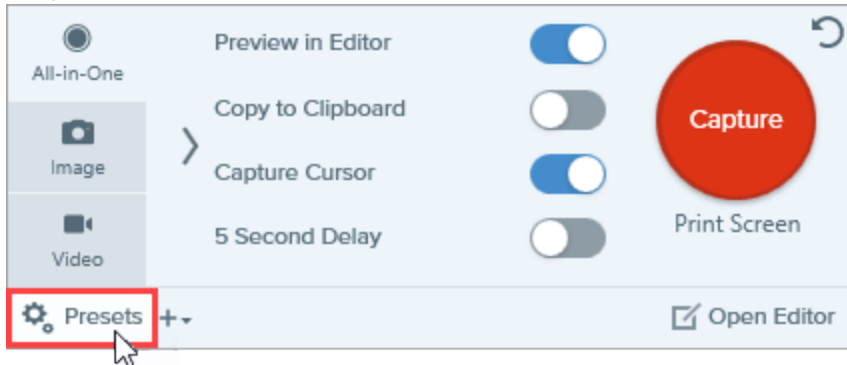 All-in-One
Image
Video
Preview in Editor
Copy to Clipboard
Capture Cursor
5 Second Delay
Capture
Print Screen
Presets
Open Editor